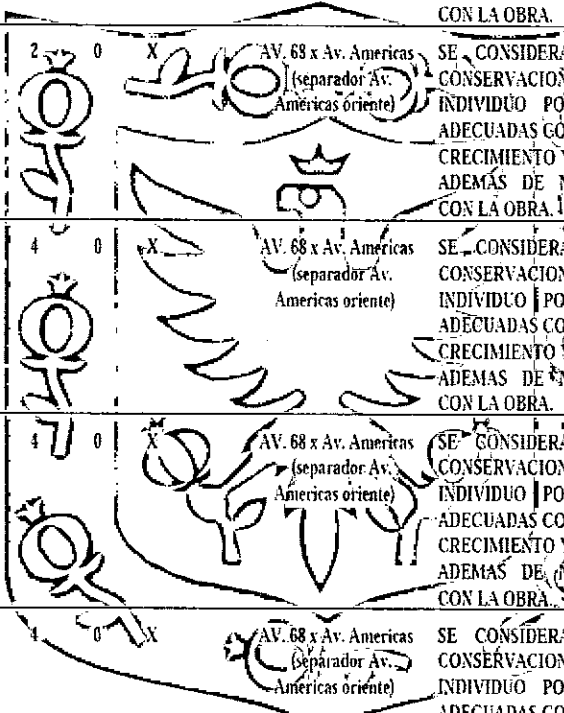 CON LA OBRA.
2 0 X AV. 68 x Av. Americas SE CONSIDERA
(separador Av. CONSERVACION
Americas oriente) INDIVIDUO PO
ADECUADAS CO
CRECIMIENTO Y
ADEMAS DE N
CON LA OBRA.
4 0 X AV. 68 x Av. Americas SE CONSIDERA
(separador Av. CONSERVACION
Americas oriente) INDIVIDUO PO
ADECUADAS CO
CRECIMIENTO Y
ADEMAS DE N
CON LA OBRA.
4 0 X AV. 68 x Av. Americas SE CONSIDERA
(separador Av. CONSERVACION
Americas oriente) INDIVIDUO PO
ADECUADAS CO
CRECIMIENTO Y
ADEMAS DE N
CON LA OBRA.
4 0 X AV. 68 x Av. Americas SE CONSIDERA
(separador Av. CONSERVACION
Americas oriente) INDIVIDUO PO
ADECUADAS CO